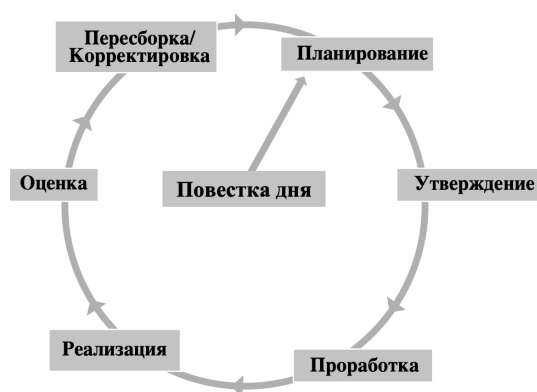 Пересборка/
Корректировка
Планирование
Оценка
Повестка дня
Утверждение
Реализация
Проработка